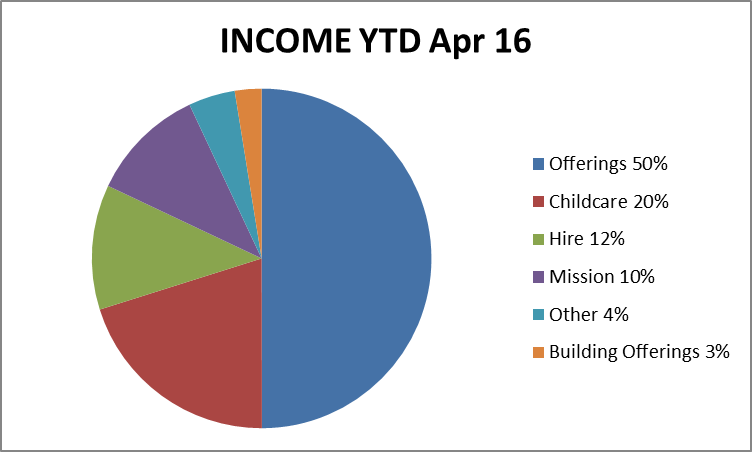 INCOME YTD Apr 16
Offerings 50%
Childcare 20%
Hire 12%
Mission 10%
Other 4%
Building Offerings 3%